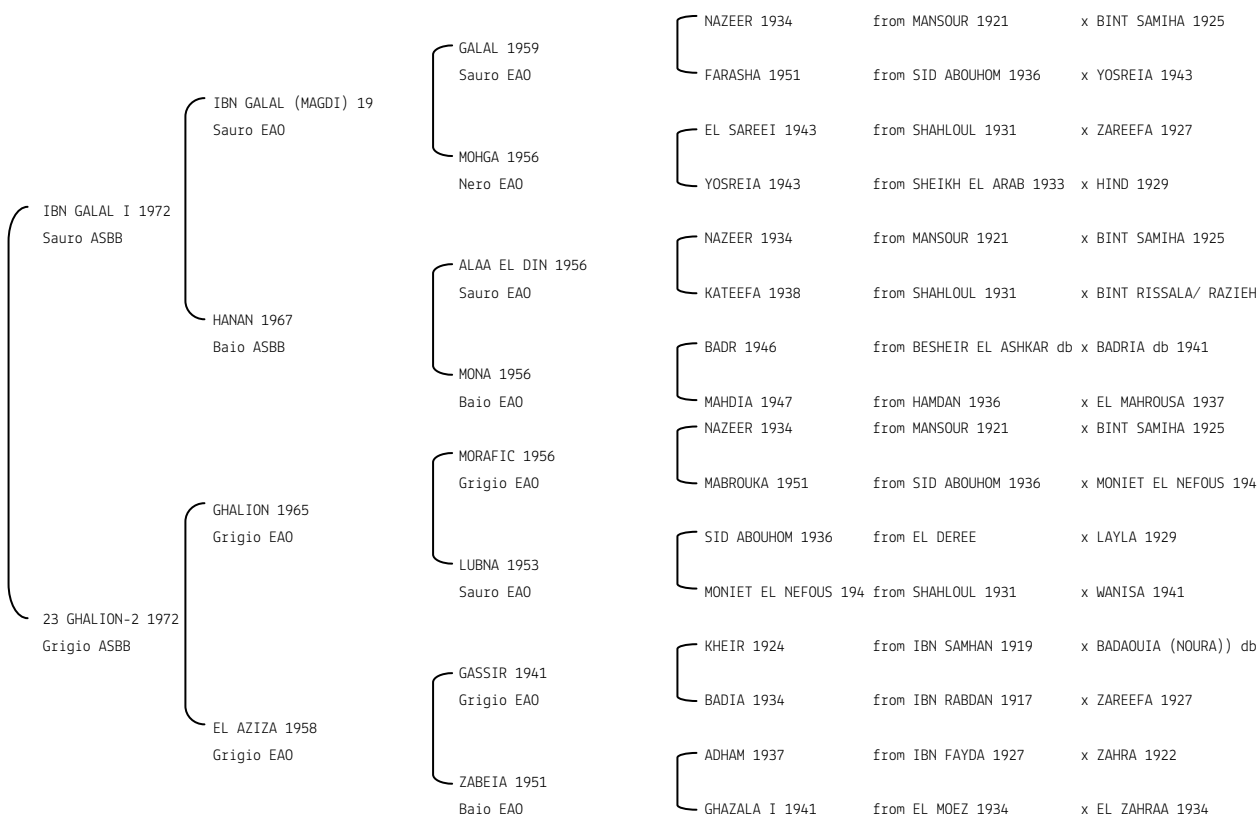 NAZEER 1934 from MANSOUR 1921 x BINT SAMIHA 1925
GALAL 1959
Sauro EAO
FARASHA 1951 from SID ABOUHOM 1936 x YOSREIA 1943
IBN GALAL (MAGDI) 19
Sauro EAO
EL SAREEI 1943 from SHAHLOUL 1931 x ZAREEFA 1927
MOHGA 1956
Nero EAO
YOSREIA 1943 from SHEIKH EL ARAB 1933 x HIND 1929
IBN GALAL I 1972
Sauro ASBB
NAZEER 1934 from MANSOUR 1921 x BINT SAMIHA 1925
ALAA EL DIN 1956
Sauro EAO
KATEEFA 1938 from SHAHLOUL 1931 x BINT RISSALA/ RAZIEH
HANAN 1967
Baio ASBB
BADR 1946 from BESHEIR EL ASHKAR db x BADRIA db 1941
MONA 1956
Baio EAO
MAHDIA 1947 from HAMDAN 1936 x EL MAHROUSA 1937
NAZEER 1934 from MANSOUR 1921 x BINT SAMIHA 1925
MORAFIC 1956
Grigio EAO
MABROUKA 1951 from SID ABOUHOM 1936 x MONIET EL NEFOUS 194
GHALION 1965
Grigio EAO
SID ABOUHOM 1936 from EL DEREE x LAYLA 1929
LUBNA 1953
Sauro EAO
MONIET EL NEFOUS 194 from SHAHLOUL 1931 x WANISA 1941
23 GHALION-2 1972
Grigio ASBB
KHEIR 1924 from IBN SAMHAN 1919 x BADAOUIA (NOURA)) db
GASSIR 1941
Grigio EAO
BADIA 1934 from IBN RABDAN 1917 x ZAREEFA 1927
EL AZIZA 1958
Grigio EAO
ADHAM 1937 from IBN FAYDA 1927 x ZAHRA 1922
ZABEIA 1951
Baio EAO
GHAZALA I 1941 from EL MOEZ 1934 x EL ZAHRAA 1934